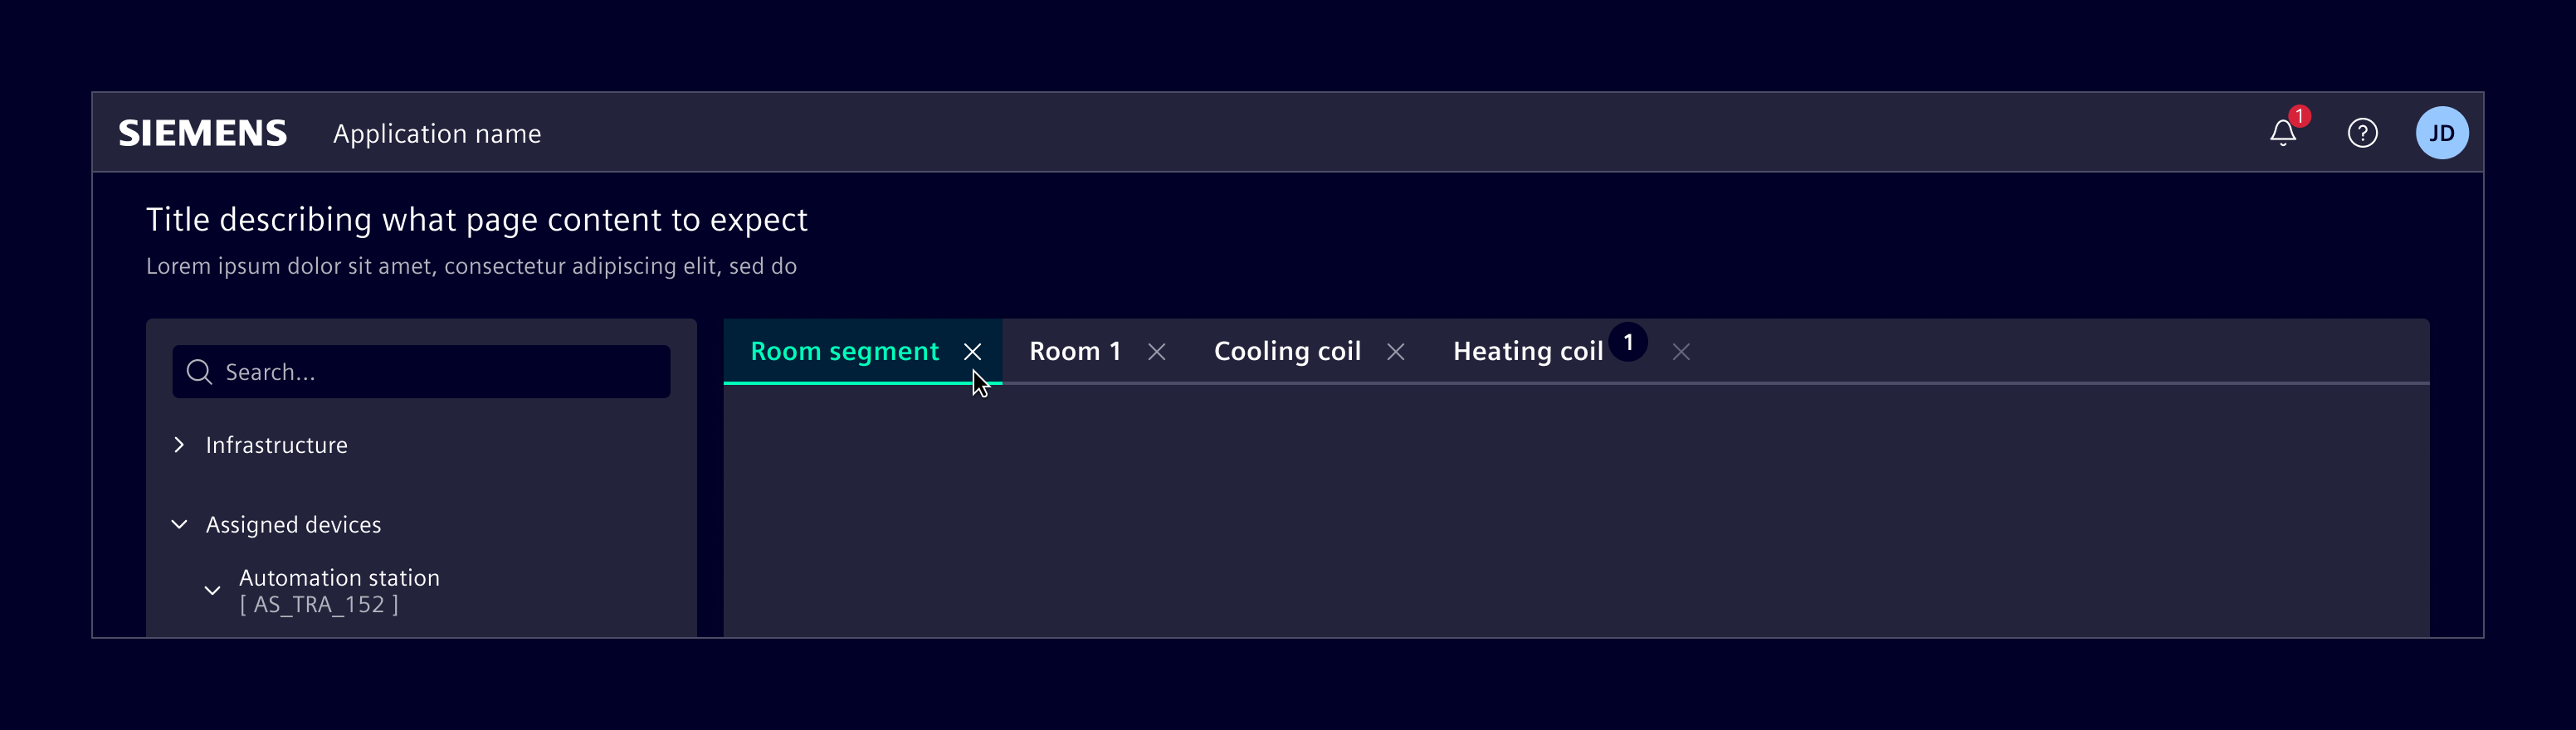 SIEMENS Application name 1 ? JD
Title describing what page content to expect
Lorem ipsum dolor sit amet, consectetur adipiscing elit, sed do
Search...
Infrastructure
Assigned devices
Automation station
[ AS_TRA_152 ]
Room segment Room 1 Cooling coil Heating coil 1